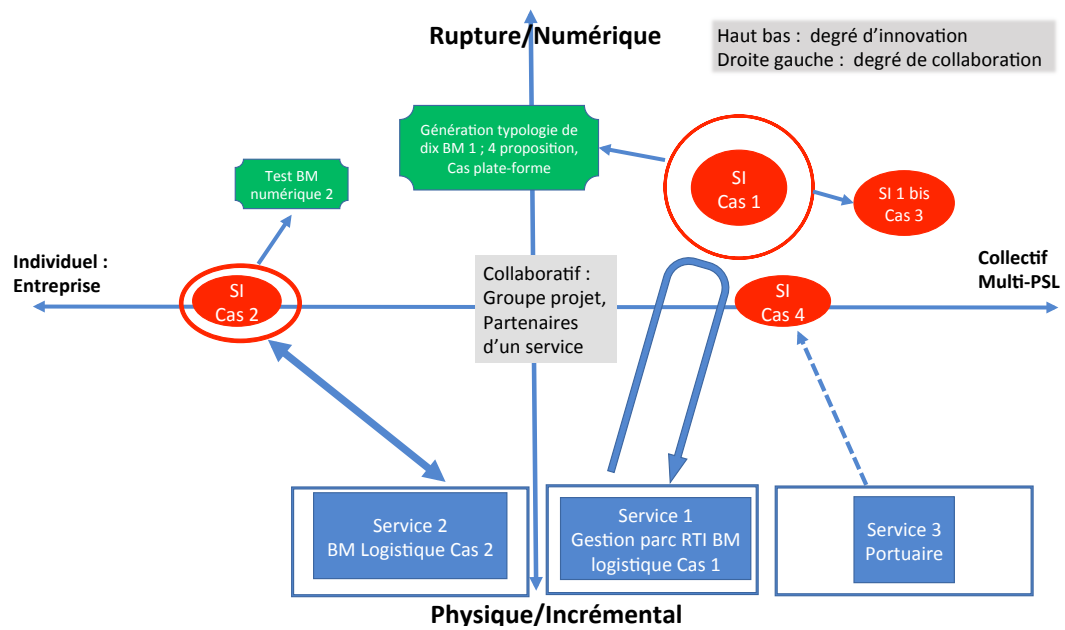 Rupture/Numérique
Haut bas : degré d'innovation
Droite gauche : degré de collaboration
Génération typologie de
dix BM 1 ; 4 proposition,
Cas plate-forme
Test BM
numérique 2
SI
Cas 1
SI 1 bis
Cas 3
Individuel :
Entreprise
SI
Cas 2
Collaboratif :
Groupe projet,
Partenaires
d'un service
SI
Cas 4
Collectif
Multi-PSL
Service 2
BM Logistique Cas 2
Service 1
Gestion parc RTI BM
logistique Cas 1
Service 3
Portuaire
Physique/Incrémental